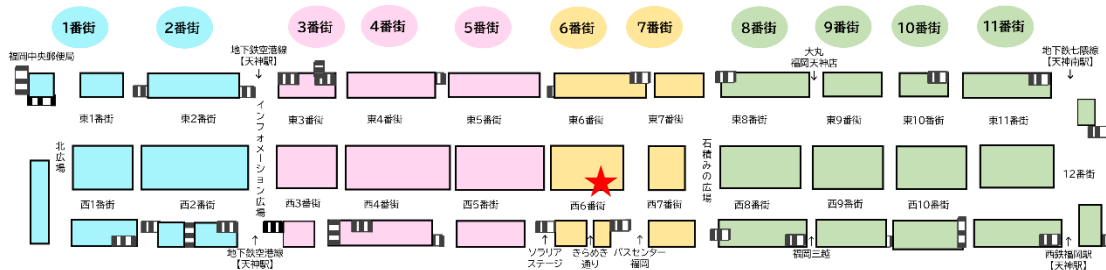 1番街
2番街
3番街
4番街
5番街
6番街
7番街
8番街
9番街
10番街
11番街
福岡中央郵便局
地下鉄空港線
【天神駅】
大丸
福岡天神店
地下鉄七隈線
【天神南駅】
東1番街
東2番街
インフォメーション広場
東3番街
東4番街
東5番街
東6番街
東7番街
東8番街
東9番街
東10番街
東11番街
北広場
石積みの広場
12番街
西1番街
西2番街
西3番街
西4番街
西5番街
西6番街
西7番街
西8番街
西9番街
西10番街
地下鉄空港線
【天神駅】
ソラリア
ステージ
きらめき
通り
バスセンター
福岡
福岡三越
西鉄福岡駅
【天神駅】